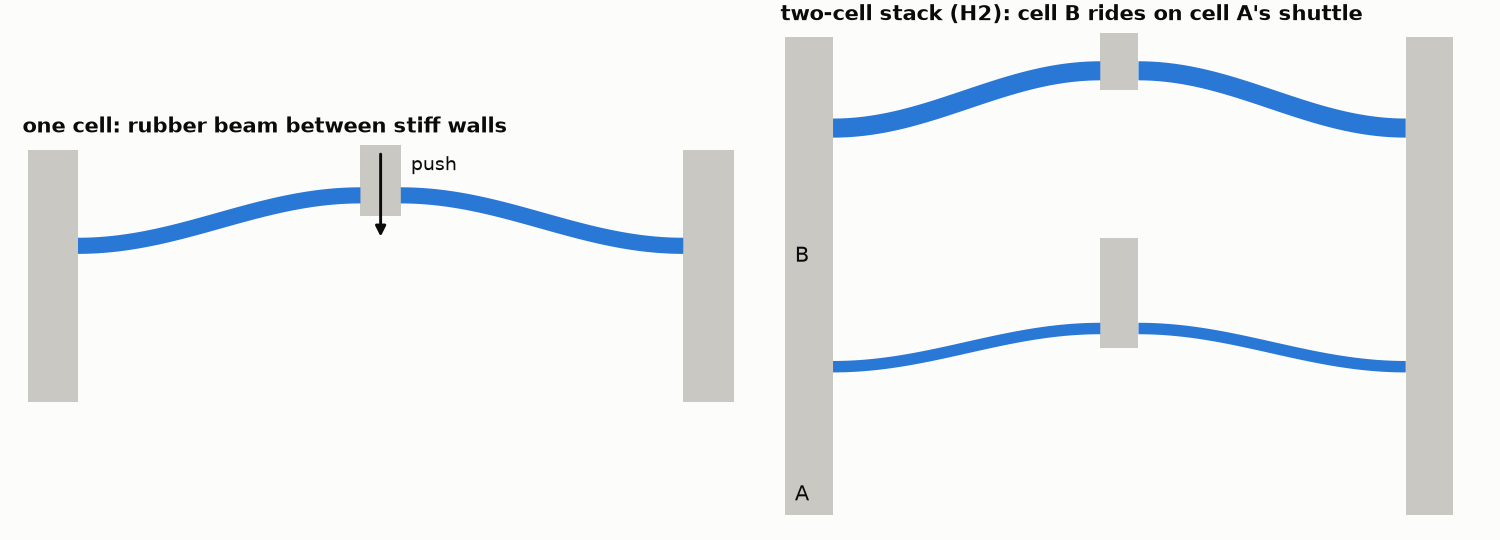 one cell: rubber beam between stiff walls
push
two-cell stack (H2): cell B rides on cell A's shuttle
B
A